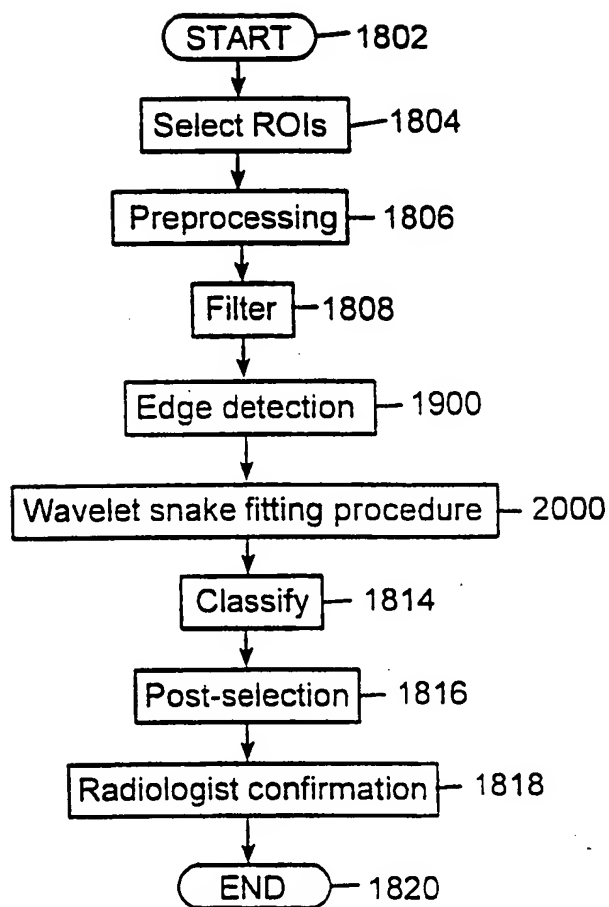 START 1802
Select ROIs 1804
Preprocessing 1806
Filter 1808
Edge detection 1900
Wavelet snake fitting procedure 2000
Classify 1814
Post-selection 1816
Radiologist confirmation 1818
END 1820